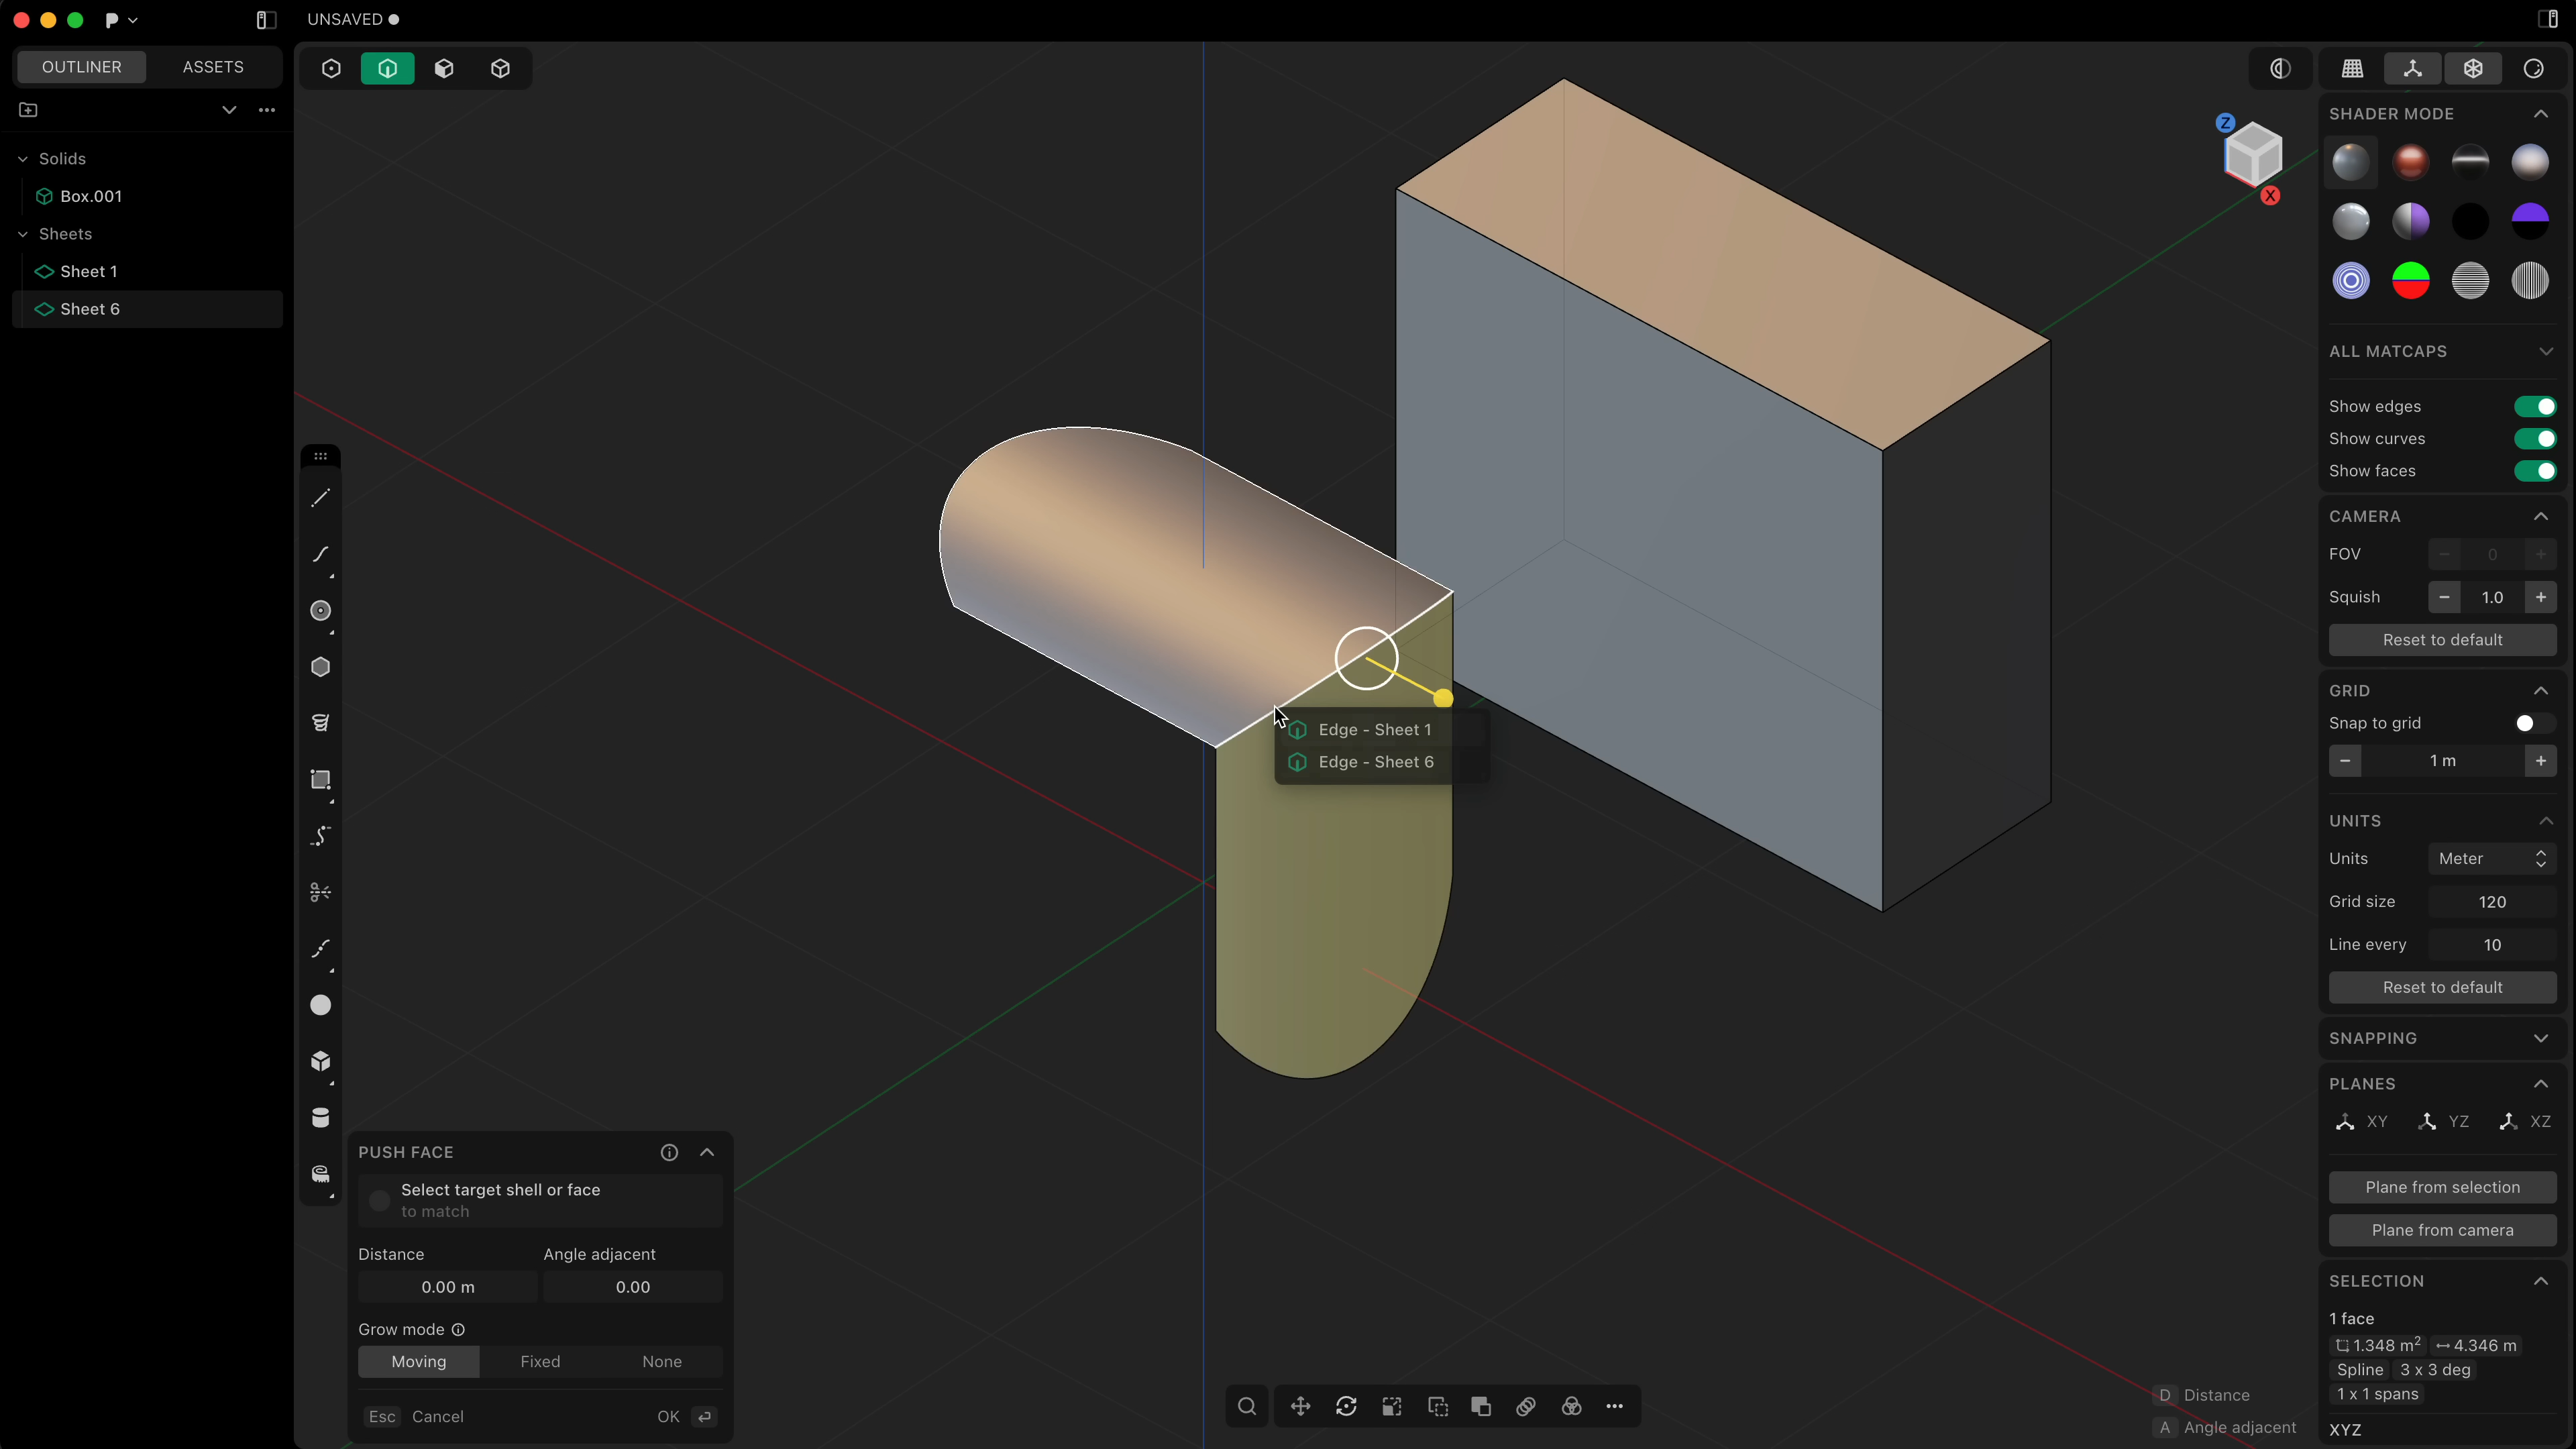 UNSAVED
OUTLINER
ASSETS
Solids
Box.001
Sheets
Sheet 1
Sheet 6
Z
X
Edge - Sheet 1
Edge - Sheet 6
PUSH FACE
Select target shell or face
to match
Distance
Angle adjacent
0.00 m
0.00
Grow mode
Moving
Fixed
None
Esc Cancel
OK
D Distance
A Angle adjacent
SHADER MODE
ALL MATCAPS
Show edges
Show curves
Show faces
CAMERA
FOV
0
Squish
1.0
Reset to default
GRID
Snap to grid
1 m
UNITS
Units
Meter
Grid size
120
Line every
10
Reset to default
SNAPPING
PLANES
XY
YZ
XZ
Plane from selection
Plane from camera
SELECTION
1 face
1.348 m² 4.346 m
Spline 3 x 3 deg
1 x 1 spans
XYZ